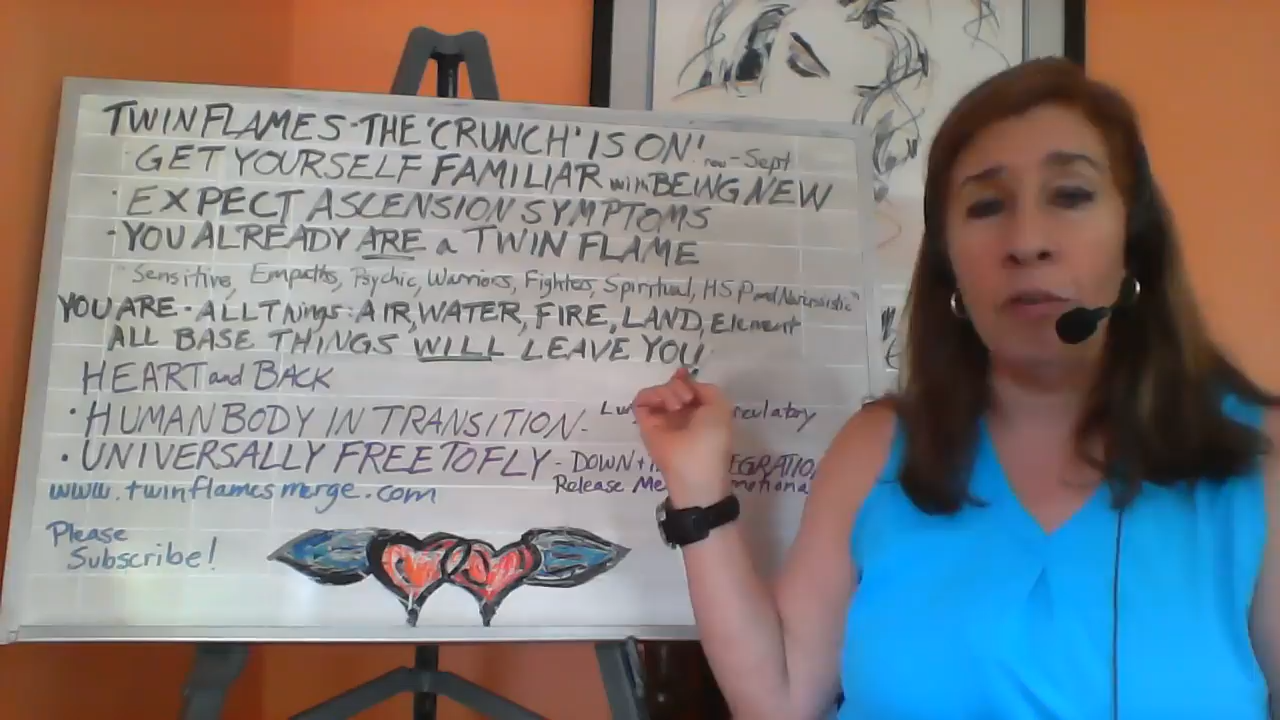 TWIN FLAMES - THE 'CRUNCH' IS ON!
now - Sept
· GET YOURSELF FAMILIAR with BEING NEW
· EXPECT ASCENSION SYMPTOMS
· YOU ALREADY ARE a TWIN FLAME
"Sensitive, Empaths, Psychic, Warriors, Fighters, Spiritual, HSP and Narcissistic"
YOU ARE · ALL Things: AIR, WATER, FIRE, LAND, Element
ALL BASE THINGS WILL LEAVE YOU
HEART and BACK
· HUMAN BODY IN TRANSITION -
· UNIVERSALLY FREE TO FLY - DOWN
Release
www.twinflamesmerge.com
Please
Subscribe!